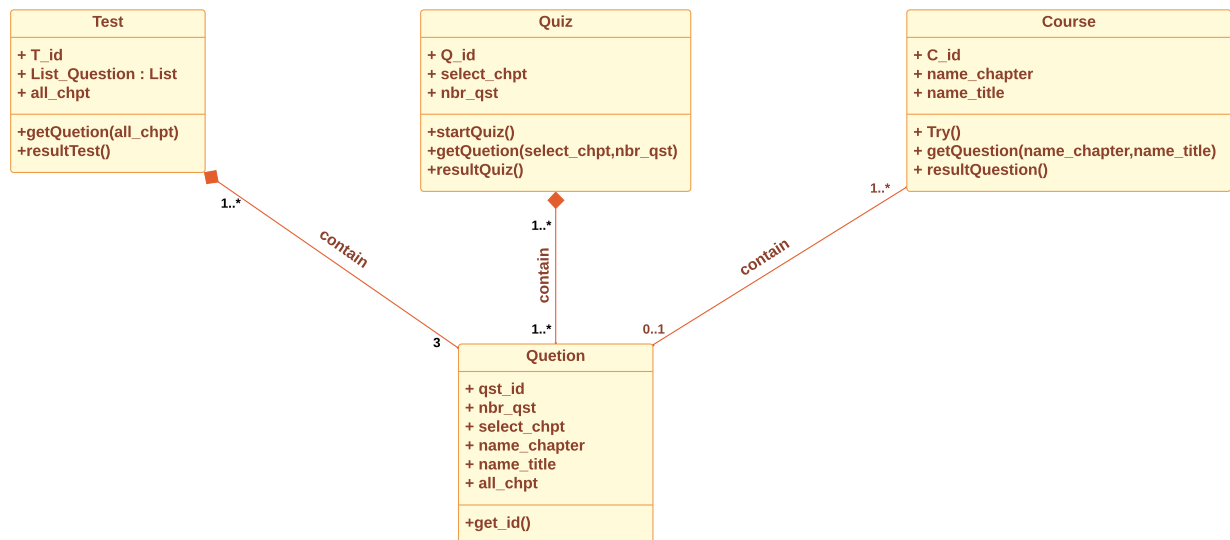 Test
+ T_id
+ List_Question : List
+ all_chpt
+getQuetion(all_chpt)
+resultTest()
Quiz
+ Q_id
+ select_chpt
+ nbr_qst
+startQuiz()
+getQuetion(select_chpt,nbr_qst)
+resultQuiz()
Course
+ C_id
+ name_chapter
+ name_title
+ Try()
+ getQuestion(name_chapter,name_title)
+ resultQuestion()
1..*
contain
3
1..*
contain
1..*
1..*
contain
0..1
Quetion
+ qst_id
+ nbr_qst
+ select_chpt
+ name_chapter
+ name_title
+ all_chpt
+get_id()